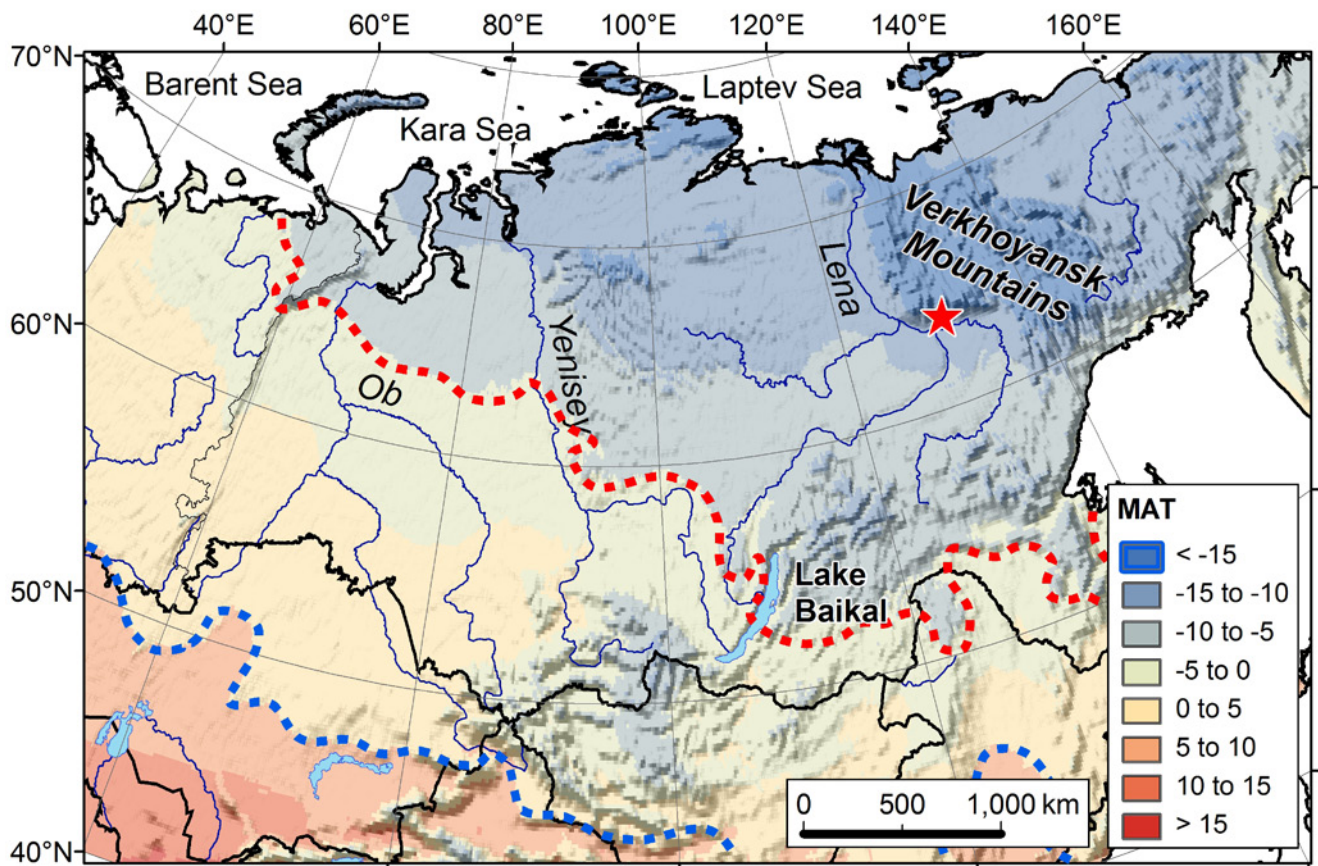 40°E 60°E 80°E 100°E 120°E 140°E 160°E
70°N
60°N
50°N
40°N
Barent Sea
Kara Sea
Laptev Sea
Verkhoyansk
Mountains
Lena
Yenisey
Ob
Lake
Baikal
MAT
< -15
-15 to -10
-10 to -5
-5 to 0
0 to 5
5 to 10
10 to 15
> 15
0 500 1,000 km